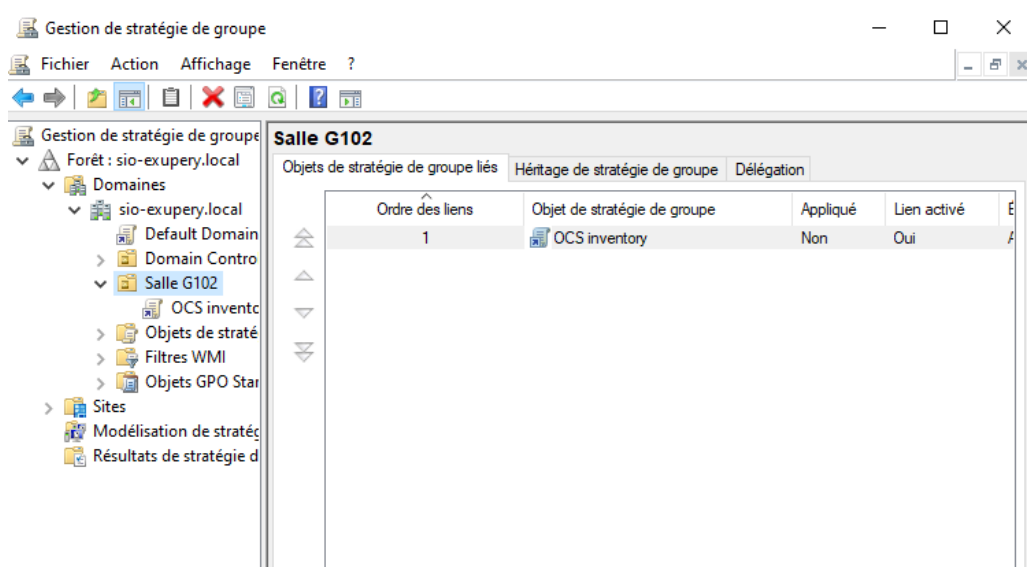 Gestion de stratégie de groupe
Fichier Action Affichage Fenêtre ?
Gestion de stratégie de groupe
Forêt : sio-exupery.local
Domaines
sio-exupery.local
Default Domain
Domain Contro
Salle G102
OCS invento
Objets de straté
Filtres WMI
Objets GPO Star
Sites
Modélisation de straté
Résultats de stratégie d
Salle G102
Objets de stratégie de groupe liés Héritage de stratégie de groupe Délégation
Ordre des liens Objet de stratégie de groupe Appliqué Lien activé É
1 OCS inventory Non Oui A